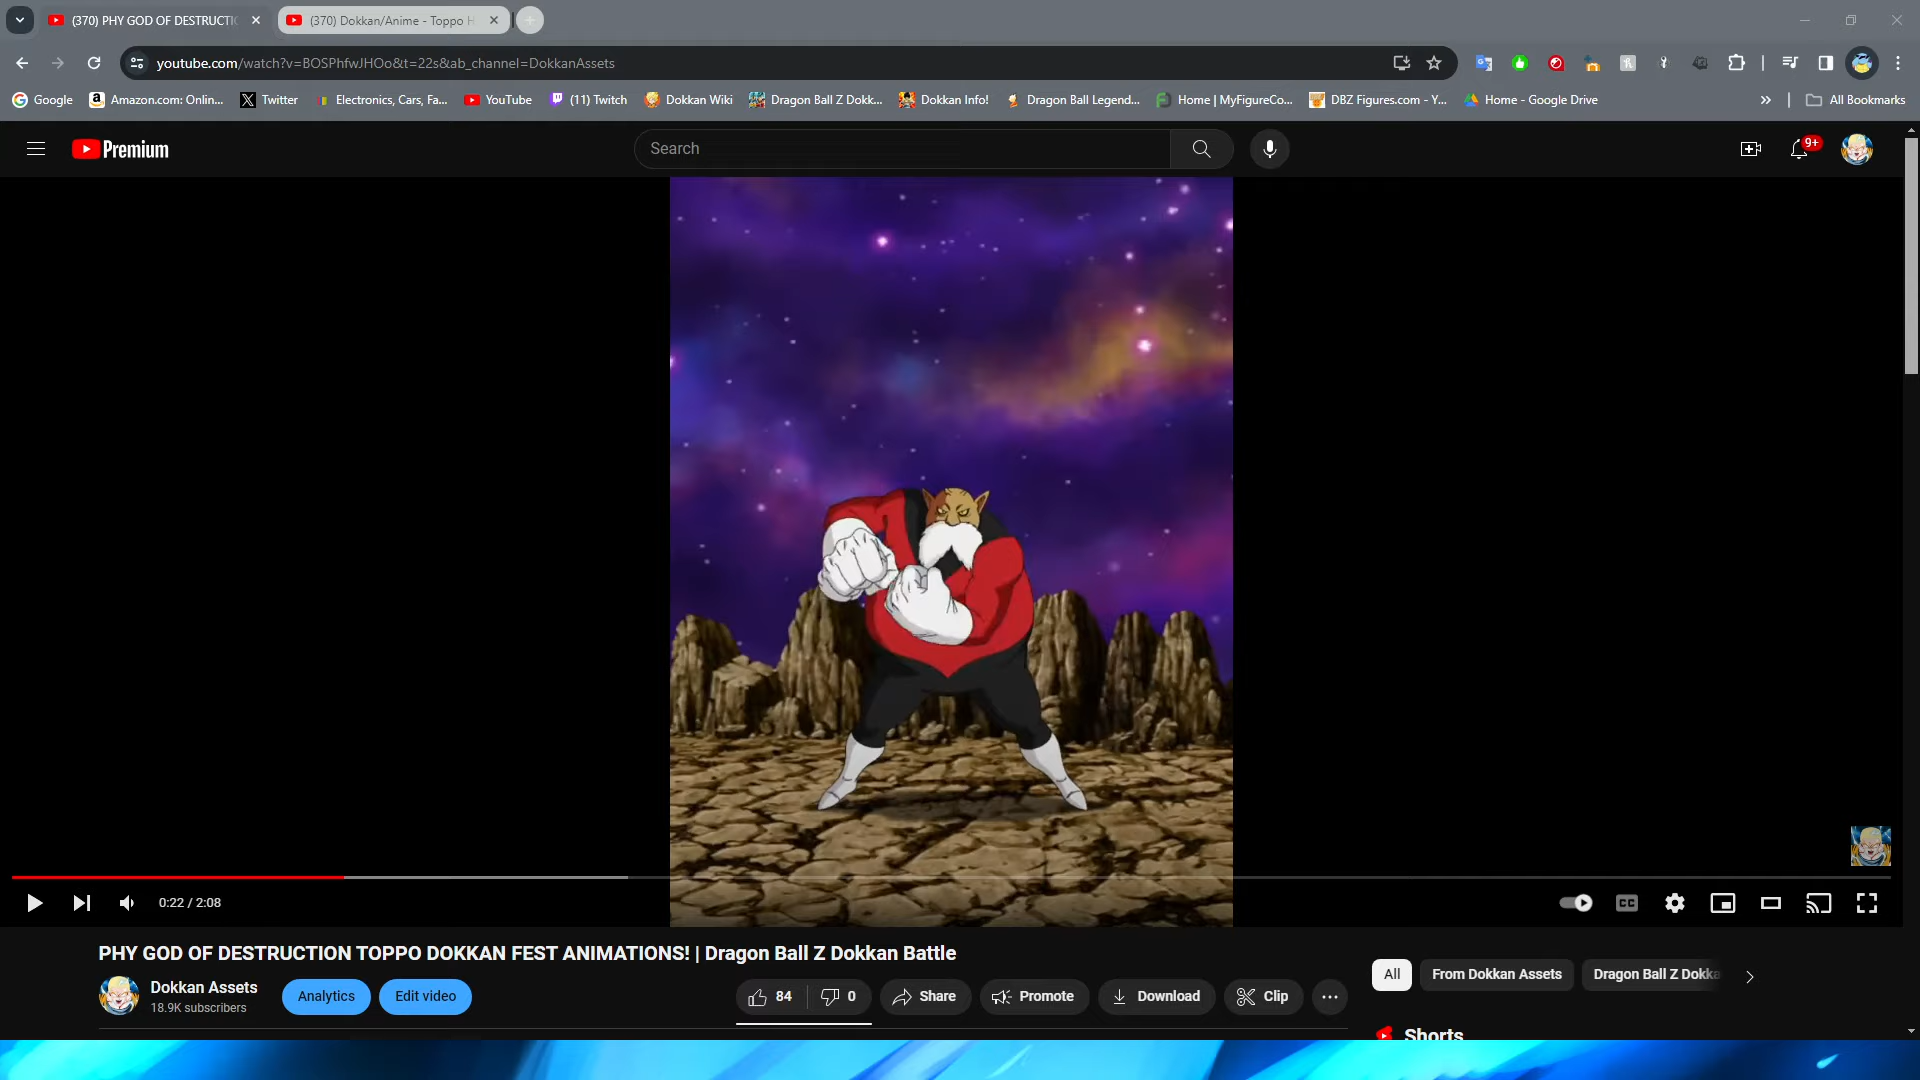 (370) PHY GOD OF DESTRUCTIO
(370) Dokkan/Anime - Toppo H
youtube.com/watch?v=BOSPhfwJHOo&t=22s&ab_channel=DokkanAssets
Google
Amazon.com: Onlin...
Twitter
Electronics, Cars, Fa...
YouTube
(11) Twitch
Dokkan Wiki
Dragon Ball Z Dokk...
Dokkan Info!
Dragon Ball Legend...
Home | MyFigureCo...
DBZ Figures.com - Y...
Home - Google Drive
All Bookmarks
Premium
Search
9+
0:22 / 2:08
CC
PHY GOD OF DESTRUCTION TOPPO DOKKAN FEST ANIMATIONS! | Dragon Ball Z Dokkan Battle
Dokkan Assets
18.9K subscribers
Analytics
Edit video
84
0
Share
Promote
Download
Clip
All
From Dokkan Assets
Dragon Ball Z Dokka
Shorts